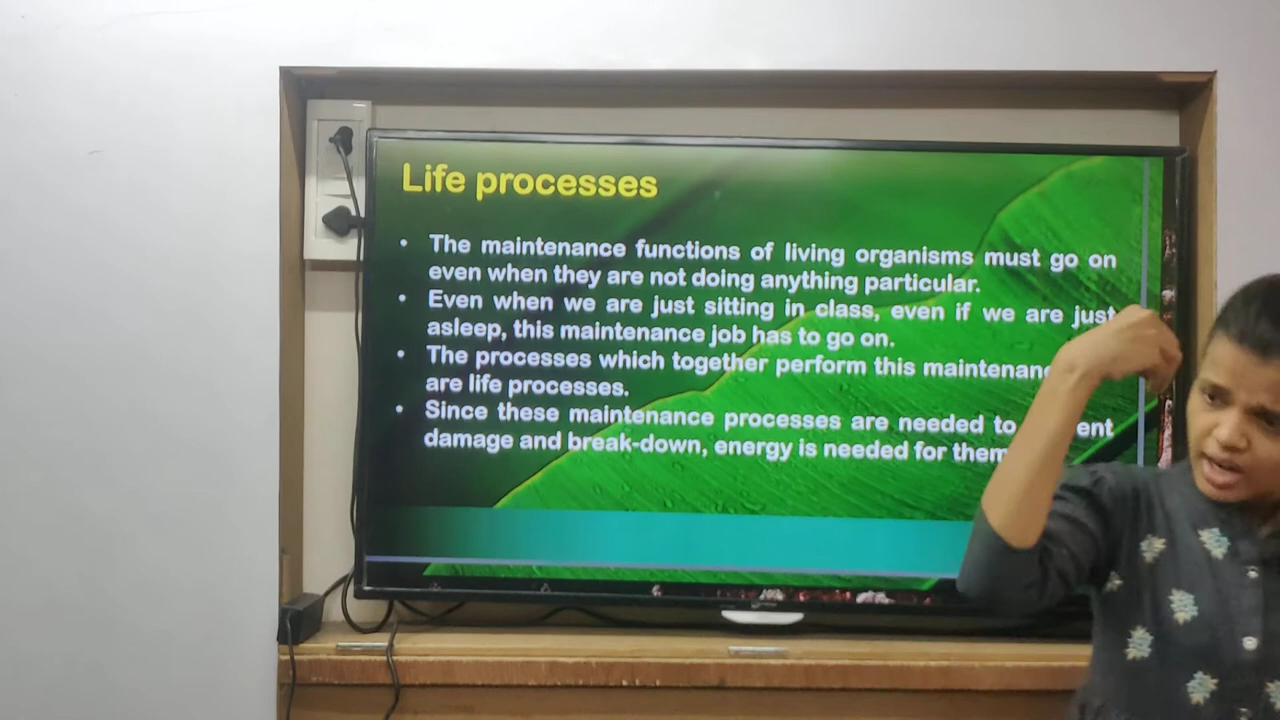 Life processes
• The maintenance functions of living organisms must go on
even when they are not doing anything particular.
• Even when we are just sitting in class, even if we are just
asleep, this maintenance job has to go on.
• The processes which together perform this
are life processes.
• Since these maintenance processes are needed to
damage and break-down, energy is needed for them